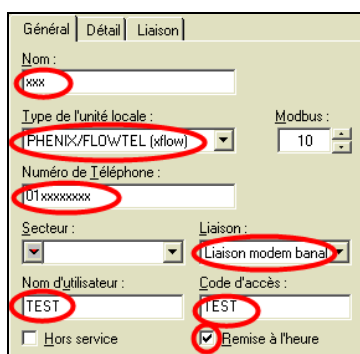 Général Détail Liaison
Nom :
xxx
Type de l'unité locale : Modbus :
PHENIX/FLOWTEL (xflow) 10
Numéro de Téléphone :
01xxxxxxxx
Secteur : Liaison :
Liaison modem banal
Nom d'utilisateur : Code d'accès :
TEST TEST
Hors service Remise à l'heure